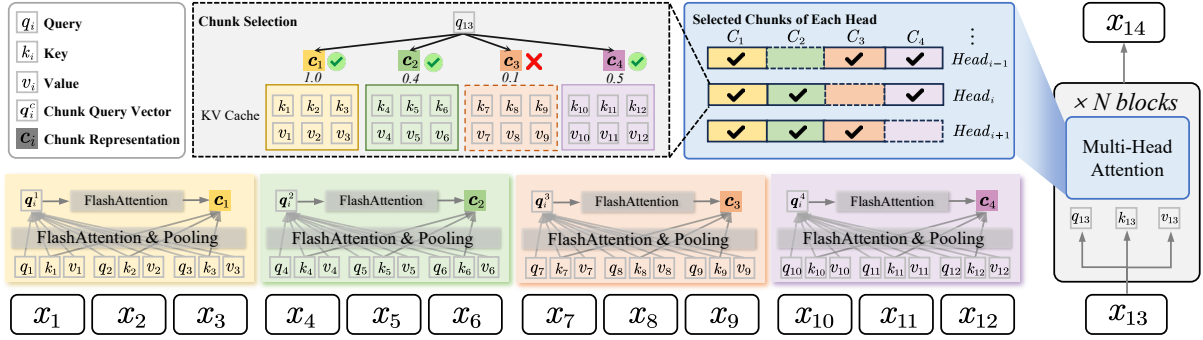 q_i Query
k_i Key
v_i Value
q_i^c Chunk Query Vector
c_i Chunk Representation
Chunk Selection
q_13
c_1 c_2 c_3 c_4
1.0 0.4 0.1 0.5
KV Cache
k_1 k_2 k_3 k_4 k_5 k_6 k_7 k_8 k_9 k_10 k_11 k_12
v_1 v_2 v_3 v_4 v_5 v_6 v_7 v_8 v_9 v_10 v_11 v_12
Selected Chunks of Each Head
C_1 C_2 C_3 C_4 ⋮
Head_{i−1}
Head_i
Head_{i+1}
x_14
× N blocks
Multi-Head
Attention
q_13 k_13 v_13
x_13
q_i^1 FlashAttention c_1
FlashAttention & Pooling
q_1 k_1 v_1 q_2 k_2 v_2 q_3 k_3 v_3
q_i^2 FlashAttention c_2
FlashAttention & Pooling
q_4 k_4 v_4 q_5 k_5 v_5 q_6 k_6 v_6
q_i^3 FlashAttention c_3
FlashAttention & Pooling
q_7 k_7 v_7 q_8 k_8 v_8 q_9 k_9 v_9
q_i^4 FlashAttention c_4
FlashAttention & Pooling
q_10 k_10 v_10 q_11 k_11 v_11 q_12 k_12 v_12
x_1 x_2 x_3 x_4 x_5 x_6 x_7 x_8 x_9 x_10 x_11 x_12